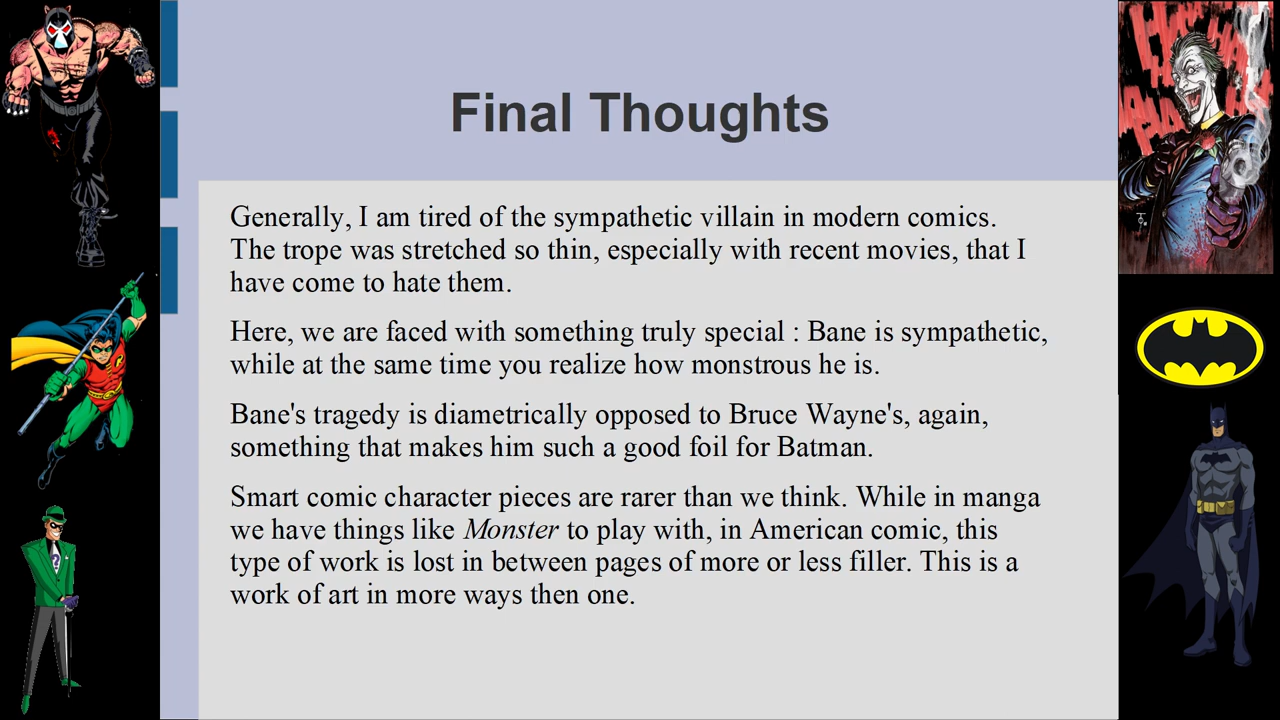 Final Thoughts
Generally, I am tired of the sympathetic villain in modern comics.
The trope was stretched so thin, especially with recent movies, that I
have come to hate them.
Here, we are faced with something truly special : Bane is sympathetic,
while at the same time you realize how monstrous he is.
Bane's tragedy is diametrically opposed to Bruce Wayne's, again,
something that makes him such a good foil for Batman.
Smart comic character pieces are rarer than we think. While in manga
we have things like Monster to play with, in American comic, this
type of work is lost in between pages of more or less filler. This is a
work of art in more ways then one.